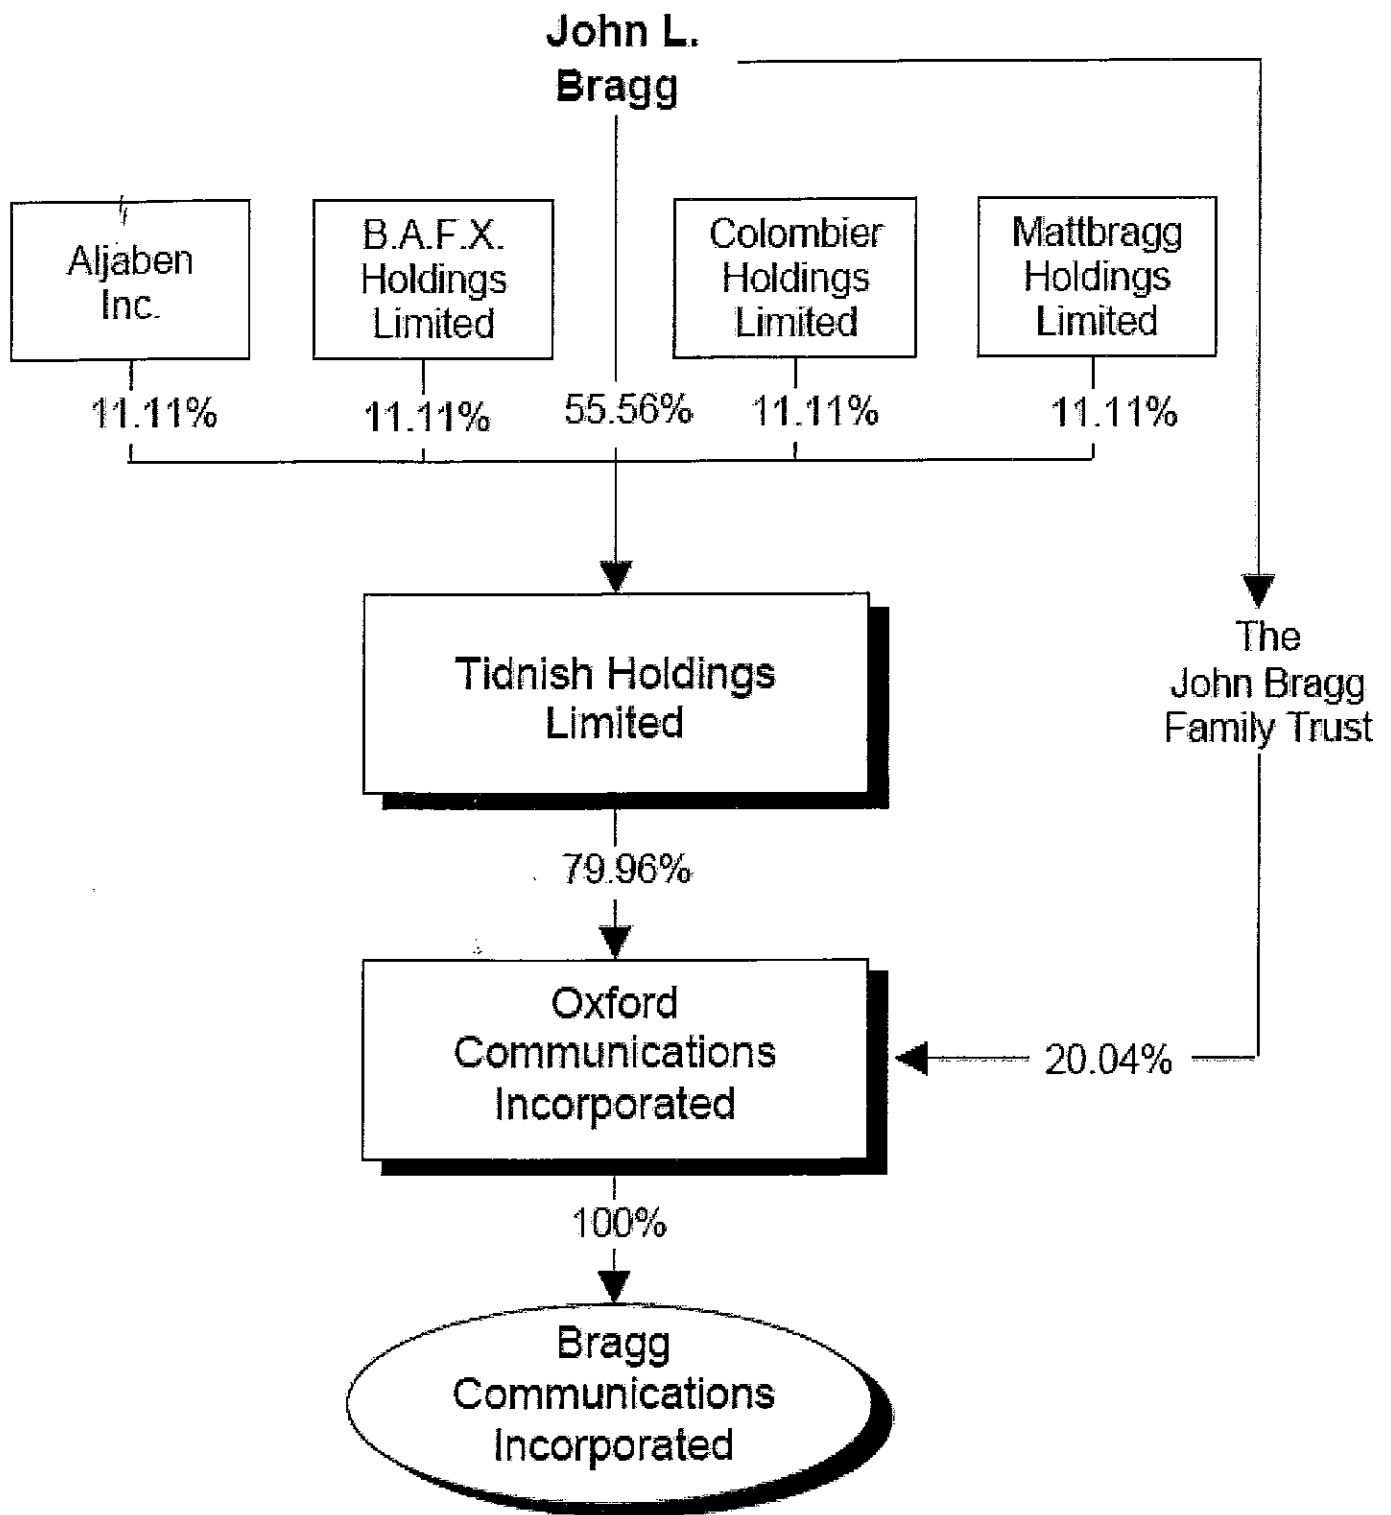 John L.
Bragg
Aljaben
Inc.
B.A.F.X.
Holdings
Limited
Colombier
Holdings
Limited
Mattbragg
Holdings
Limited
11.11%
11.11%
55.56%
11.11%
11.11%
Tidnish Holdings
Limited
The
John Bragg
Family Trust
79.96%
Oxford
Communications
Incorporated
20.04%
100%
Bragg
Communications
Incorporated